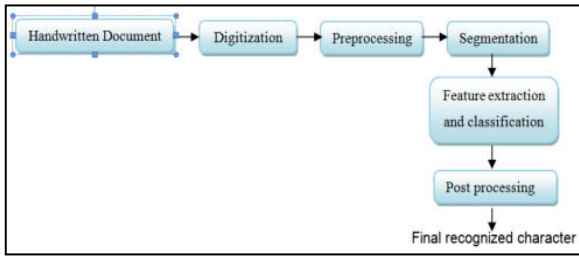 Handwritten Document
Digitization
Preprocessing
Segmentation
Feature extraction
and classification
Post processing
Final recognized character